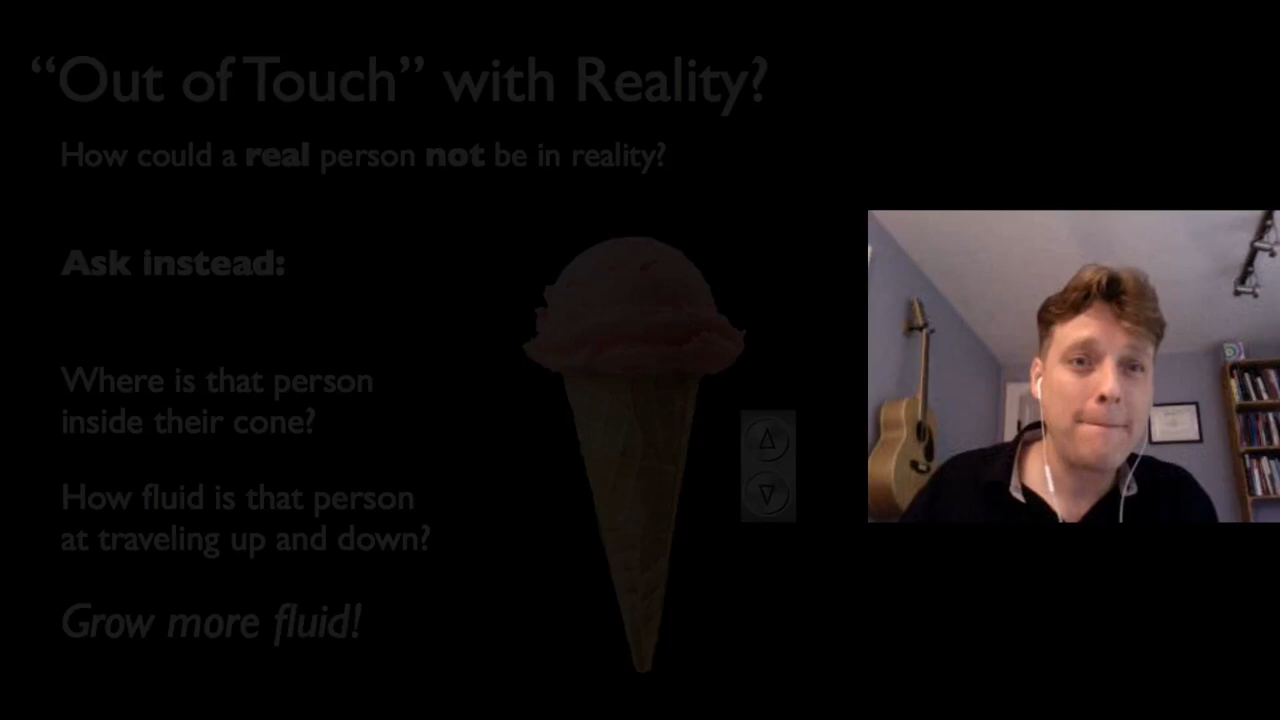 “Out of Touch” with Reality?
How could a real person not be in reality?
Ask instead:
Where is that person
inside their cone?
How fluid is that person
at traveling up and down?
Grow more fluid!